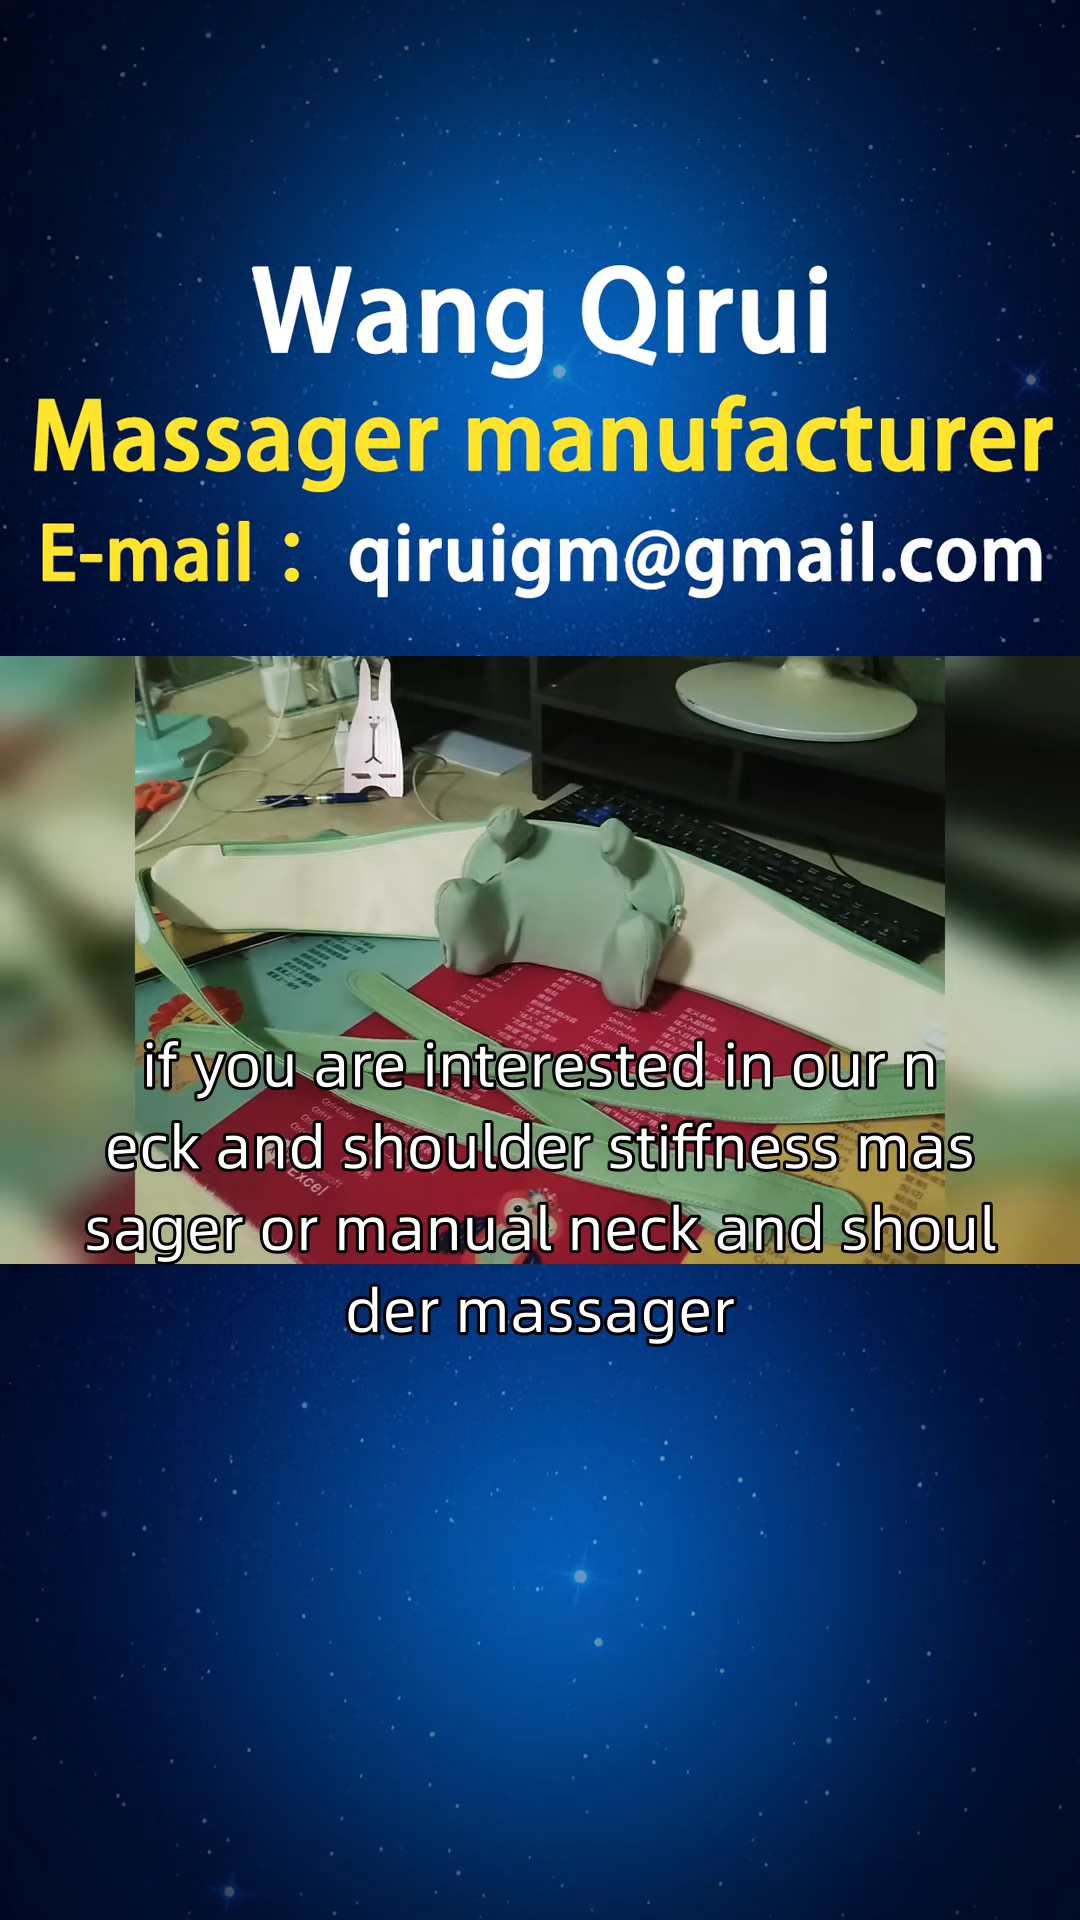 Wang Qirui
Massager manufacturer
E-mail： qiruigm@gmail.com
if you are interested in our n
eck and shoulder stiffness mas
sager or manual neck and shoul
der massager
Excel